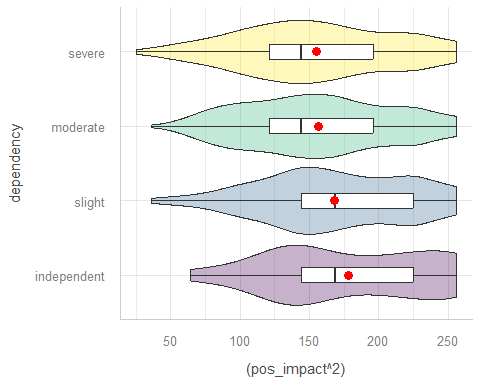 severe
moderate
slight
independent
dependency
50 100 150 200 250
(pos_impact^2)